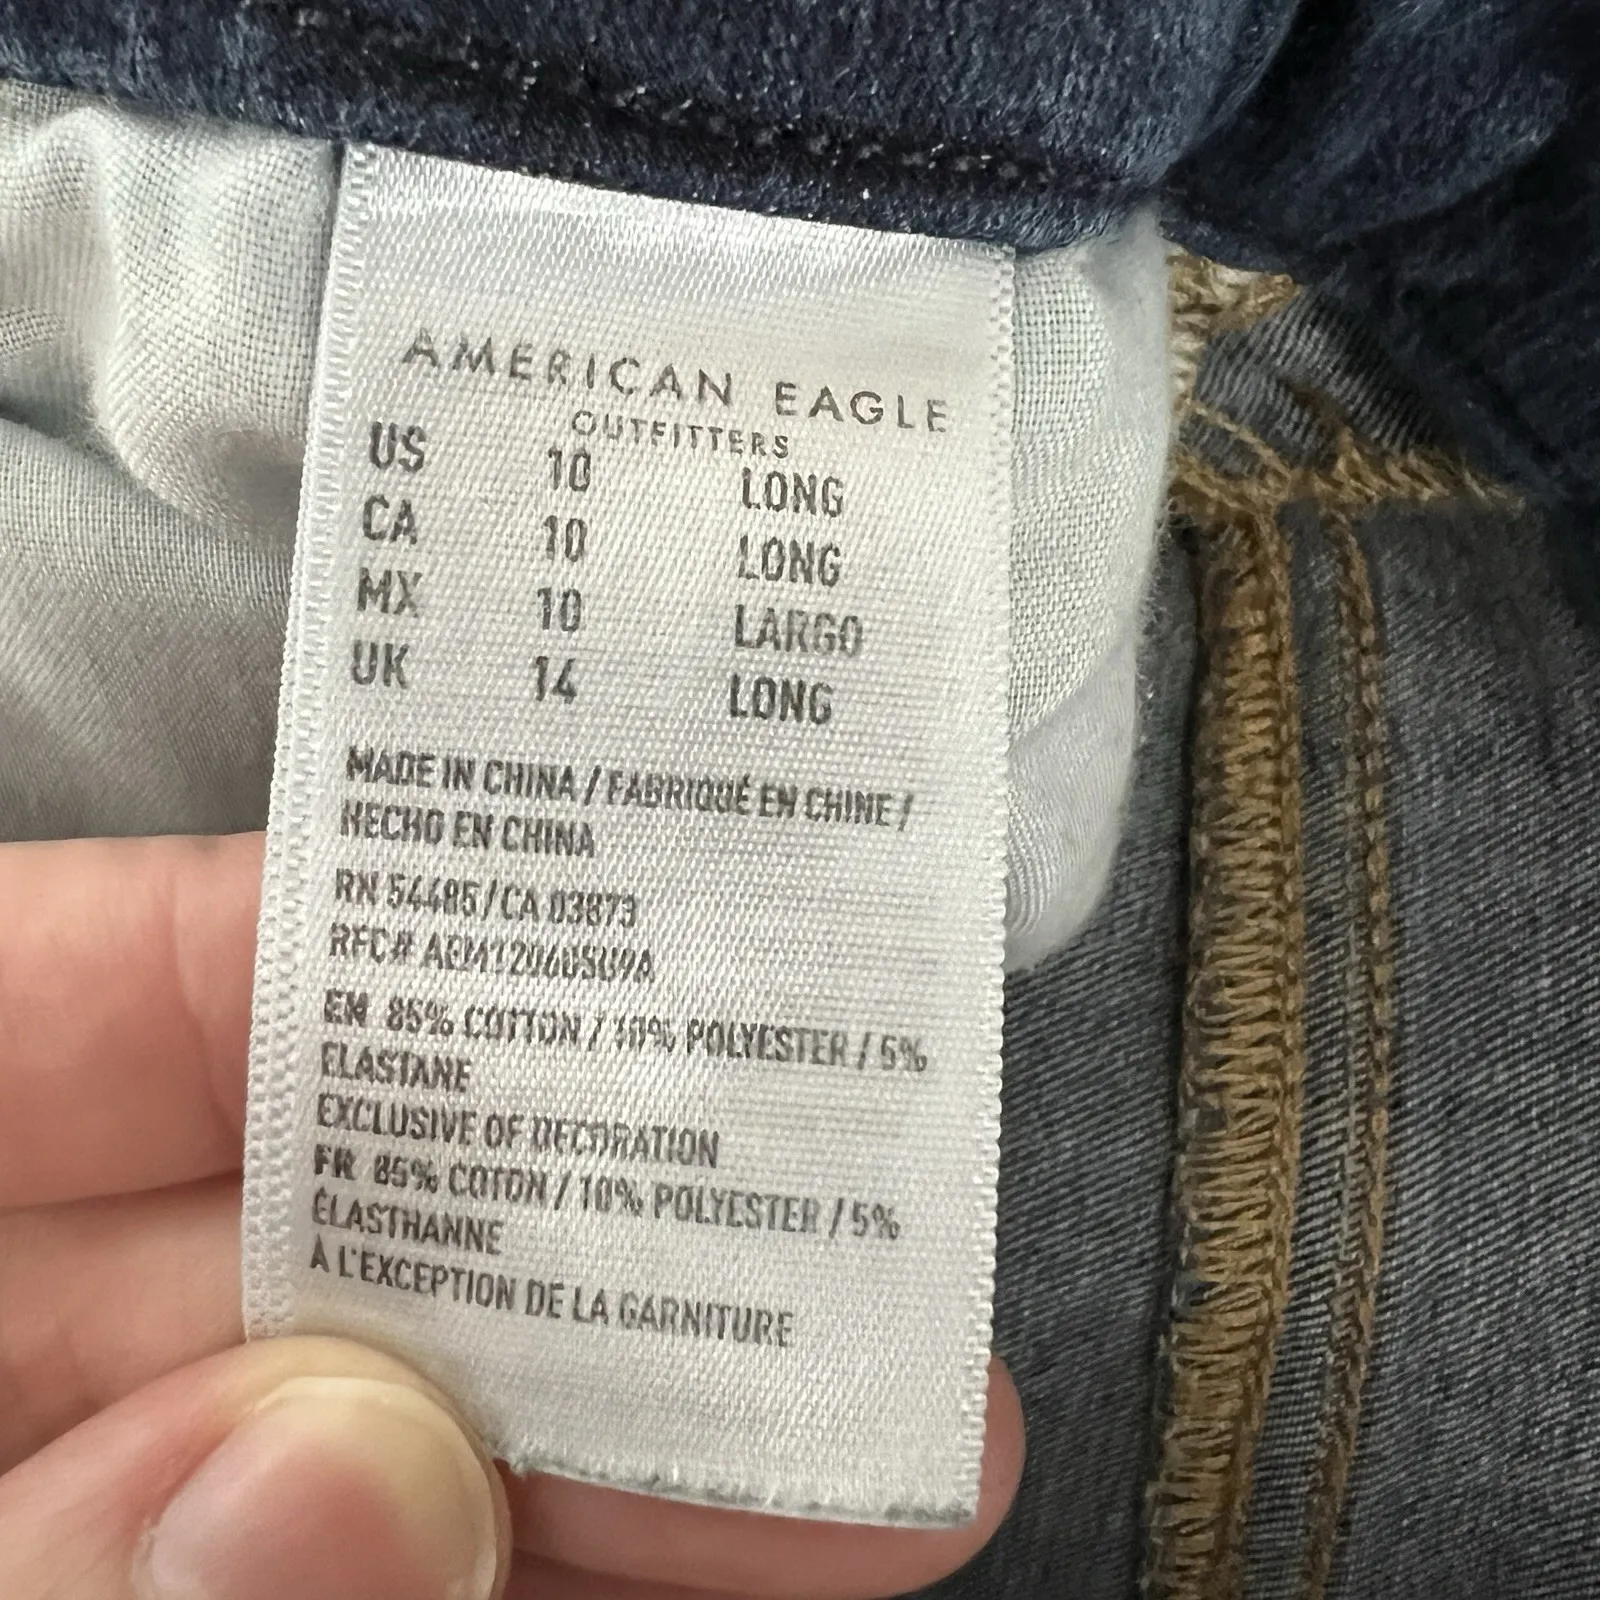 AMERICAN EAGLE
OUTFITTERS
US 10 LONG
CA 10 LONG
MX 10 LARGO
UK 14 LONG
MADE IN CHINA / FABRIQUÉ EN CHINE /
HECHO EN CHINA
RN 54485 / CA 03873
RFC#
EN 85% COTTON / 10% POLYESTER / 5%
ELASTANE
EXCLUSIVE OF DECORATION
FR 85% COTON / 10% POLYESTER / 5%
ÉLASTHANNE
À L'EXCEPTION DE LA GARNITURE